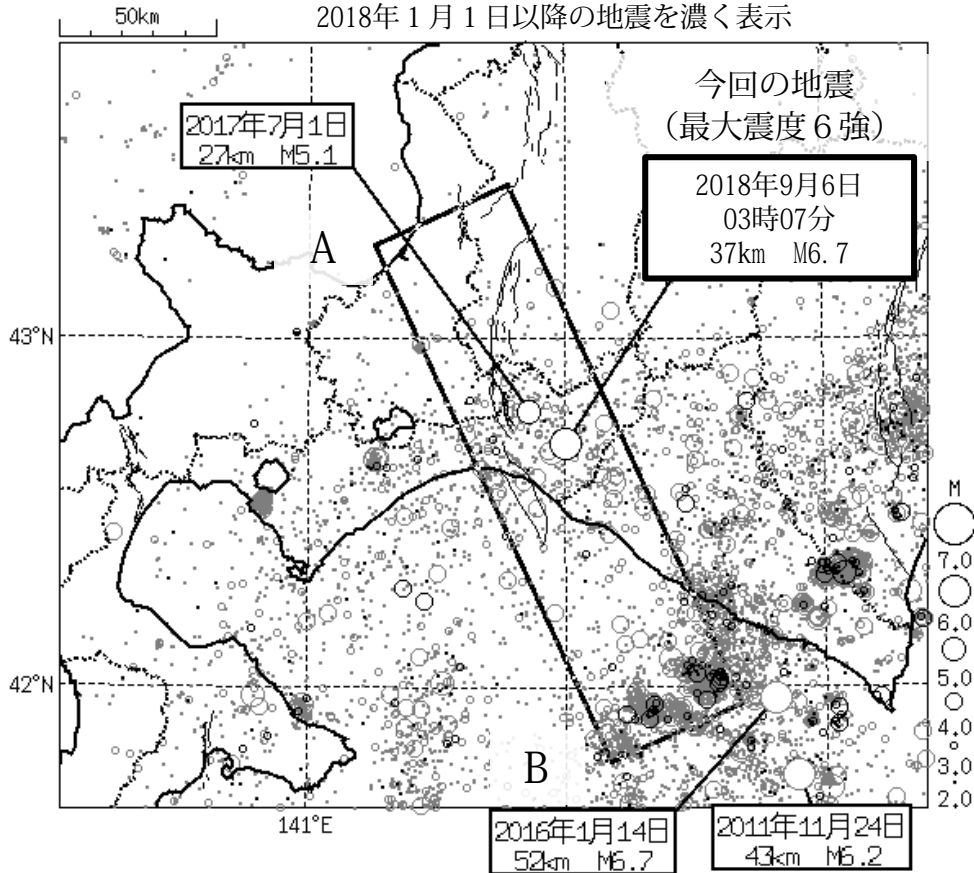 50km
2018年1月1日以降の地震を濃く表示
今回の地震
(最大震度6強)
2017年7月1日
27km M5.1
2018年9月6日
03時07分
37km M6.7
A
43°N
M
7.0
6.0
42°N
5.0
4.0
B
3.0
2.0
141°E
2016年1月14日
52km M6.7
2011年11月24日
43km M6.2